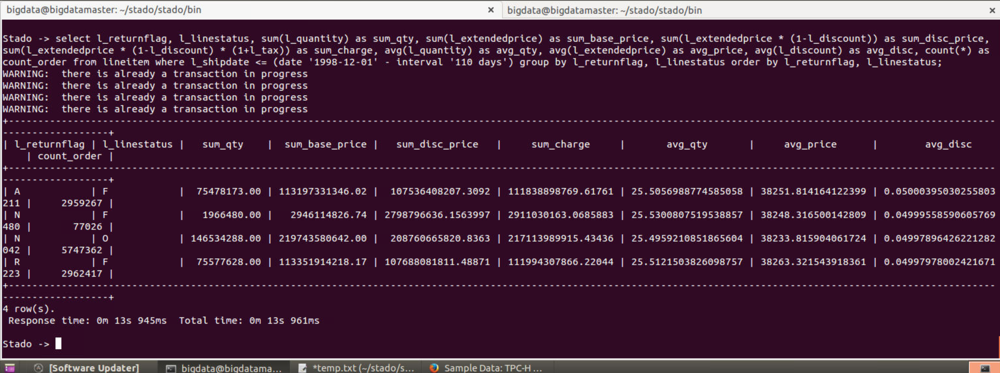 bigdata@bigdatamaster: ~/stado/stado/bin × bigdata@bigdatamaster: ~/stado/stado/bin ×
Stado -> select l_returnflag, l_linestatus, sum(l_quantity) as sum_qty, sum(l_extendedprice) as sum_base_price, sum(l_extendedprice * (1-l_discount)) as sum_disc_price,
sum(l_extendedprice * (1-l_discount) * (1+l_tax)) as sum_charge, avg(l_quantity) as avg_qty, avg(l_extendedprice) as avg_price, avg(l_discount) as avg_disc, count(*) as
count_order from lineitem where l_shipdate <= (date '1998-12-01' - interval '110 days') group by l_returnflag, l_linestatus order by l_returnflag, l_linestatus;
WARNING:  there is already a transaction in progress
WARNING:  there is already a transaction in progress
WARNING:  there is already a transaction in progress
WARNING:  there is already a transaction in progress
+-------------------------------------------------------------------------------------------------------------------------------------------------------------------------
------------------+
| l_returnflag | l_linestatus |   sum_qty    |  sum_base_price |   sum_disc_price   |     sum_charge     |       avg_qty       |     avg_price      |        avg_disc
    | count_order |
+-------------------------------------------------------------------------------------------------------------------------------------------------------------------------
------------------+
| A            | F            |  75478173.00 | 113197331346.02 |  107536408207.3092 | 111838898769.61761 | 25.5056988774585058 | 38251.814164122399 | 0.05000395030255803
211 |     2959267 |
| N            | F            |   1966480.00 |   2946114826.74 | 2798796636.1563997 | 2911030163.0685883 | 25.5300807519538857 | 38248.316500142809 | 0.04999558590605769
480 |       77026 |
| N            | O            | 146534288.00 | 219743580642.00 |  208760665820.8363 | 217113989915.43436 | 25.4959210851865604 | 38233.815904061724 | 0.04997896426221282
042 |     5747362 |
| R            | F            |  75577628.00 | 113351914218.17 | 107688081811.48871 | 111994307866.22044 | 25.5121503826098757 | 38263.321543918361 | 0.04997978002421671
223 |     2962417 |
+-------------------------------------------------------------------------------------------------------------------------------------------------------------------------
------------------+
4 row(s).
 Response time: 0m 13s 945ms  Total time: 0m 13s 961ms
Stado ->
[Software Updater] bigdata@bigdatama... *temp.txt (~/stado/s... Sample Data: TPC-H ...